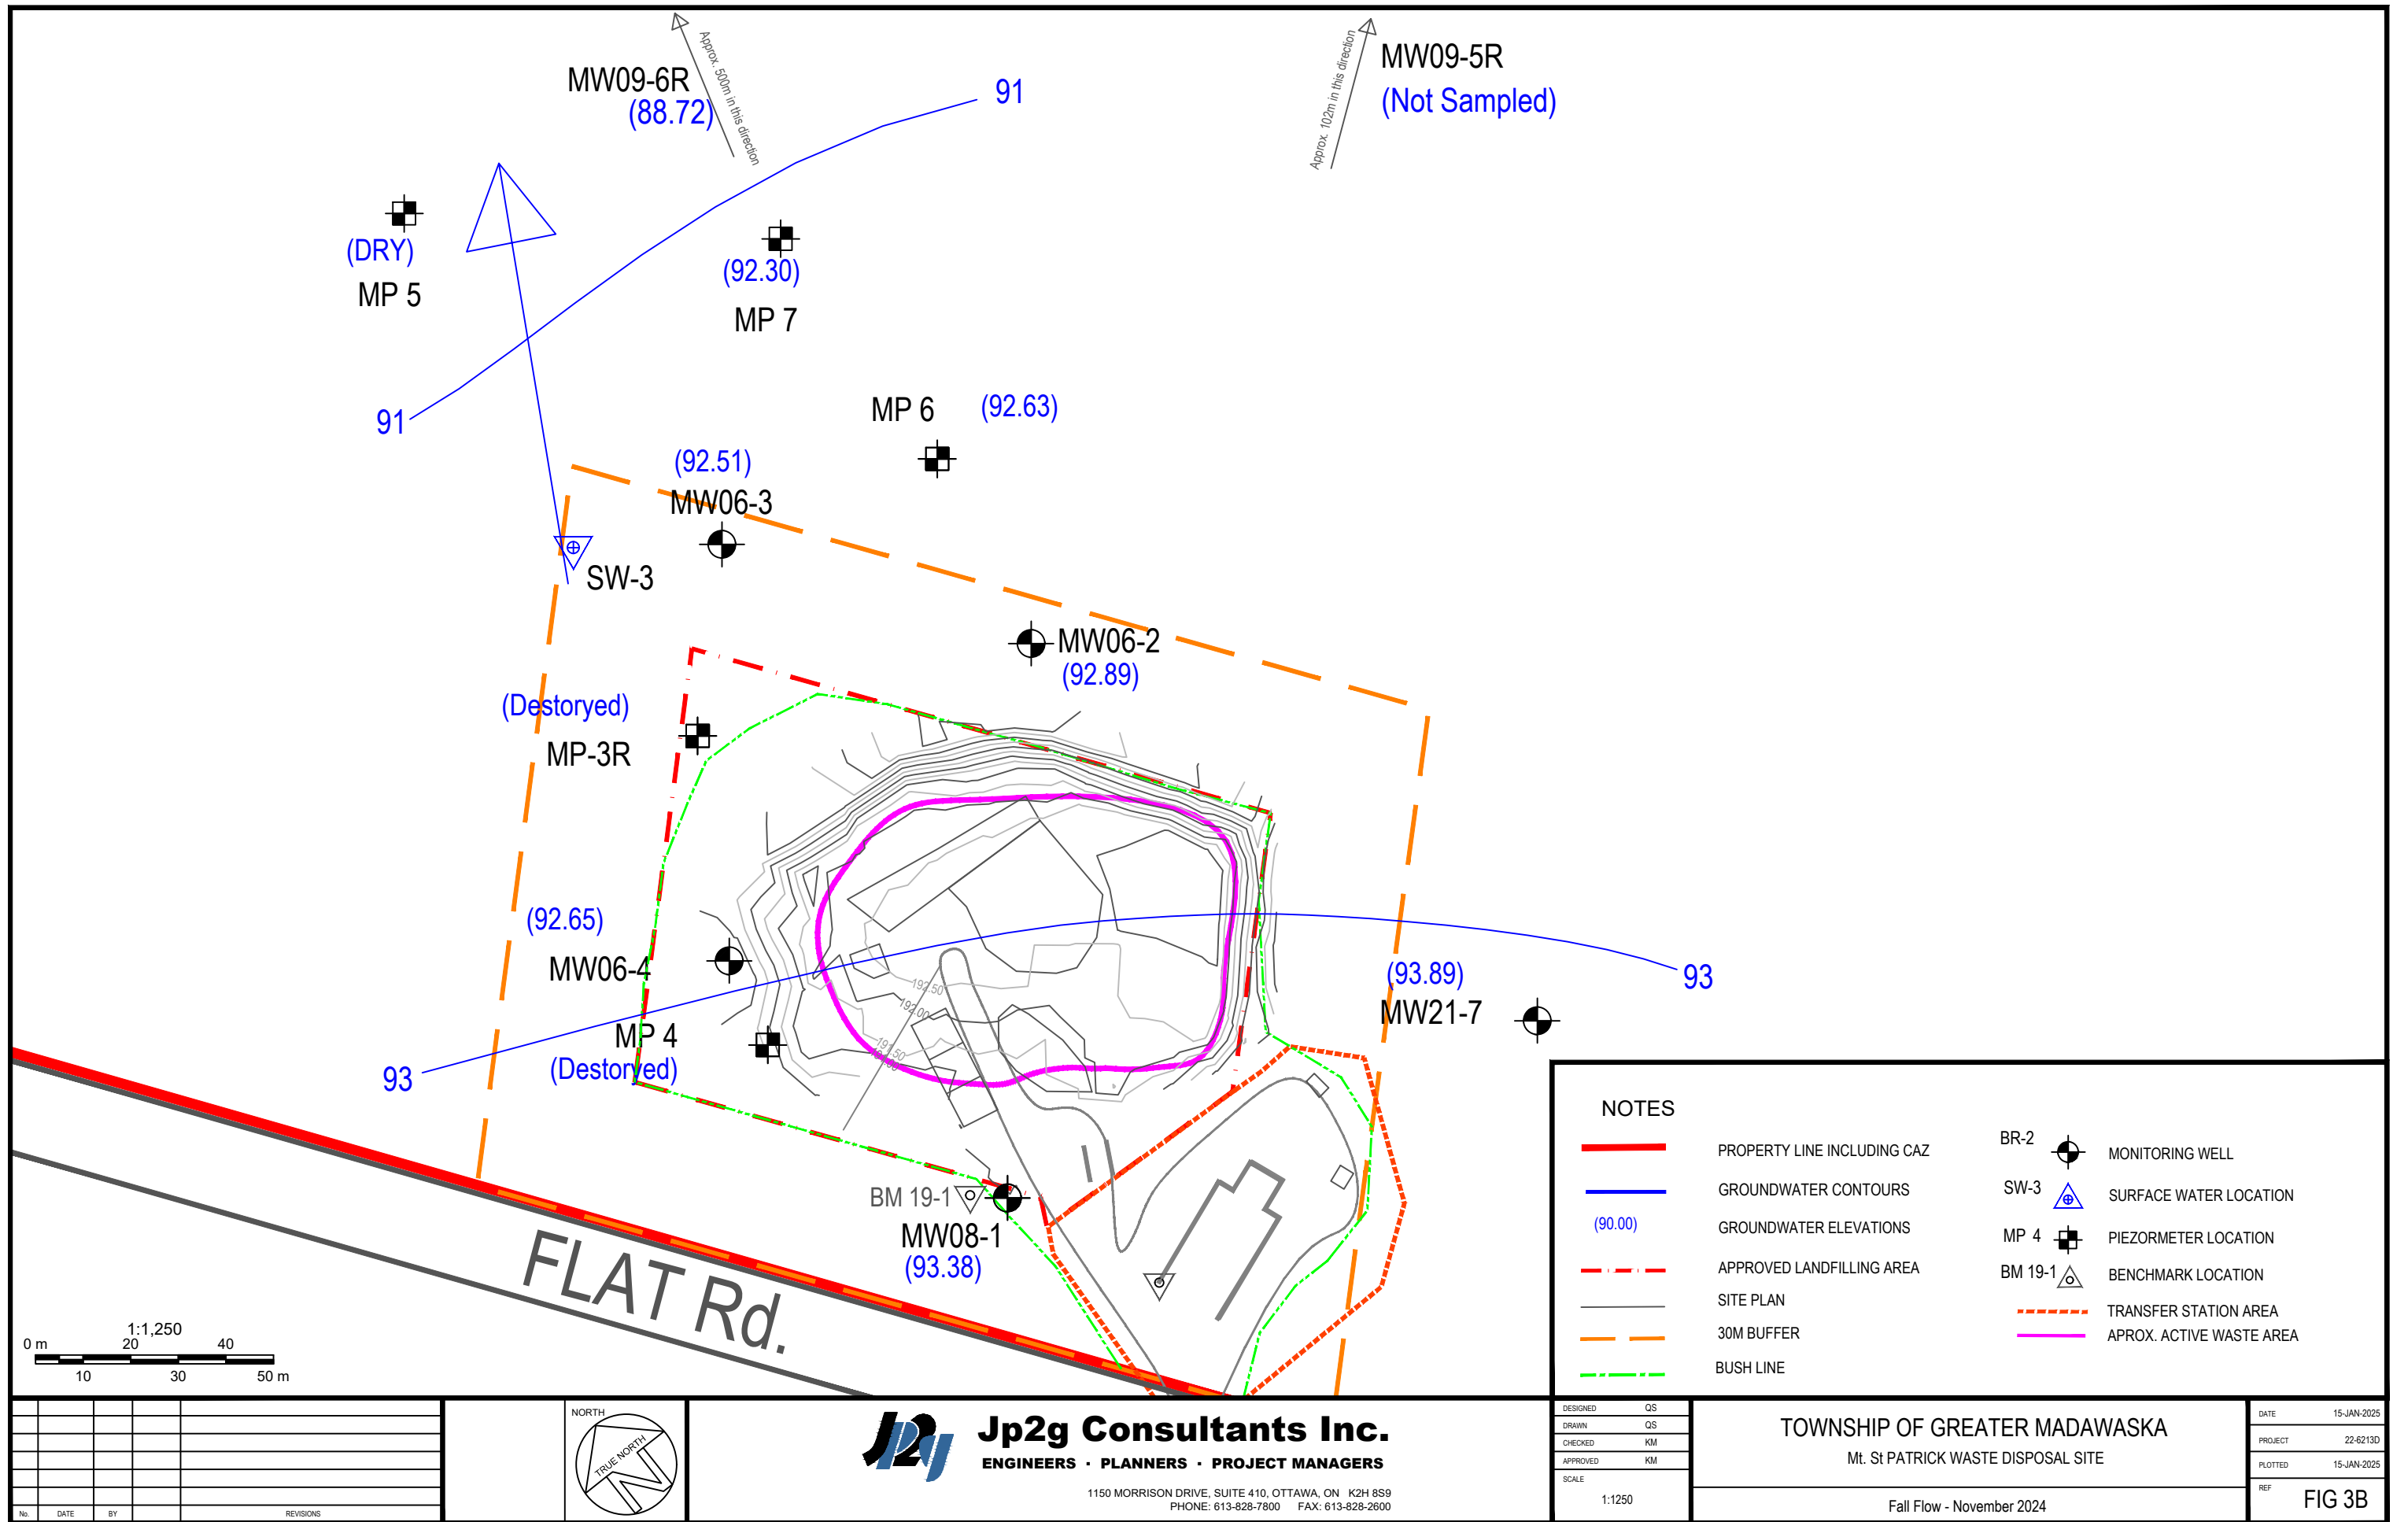 MW09-6R
(88.72)
Approx. 500m in this direction
91
Approx. 102m in this direction
MW09-5R
(Not Sampled)
(DRY)
MP 5
(92.30)
MP 7
91
MP 6
(92.63)
(92.51)
MW06-3
SW-3
MW06-2
(92.89)
(Destoryed)
MP-3R
(92.65)
MW06-4
(93.89)
MW21-7
93
192.50
192.00
191.50
MP 4
(Destoryed)
93
BM 19-1
MW08-1
(93.38)
FLAT Rd.
1:1,250
0 m
20
40
10
30
50 m
NOTES
PROPERTY LINE INCLUDING CAZ
GROUNDWATER CONTOURS
(90.00)
GROUNDWATER ELEVATIONS
APPROVED LANDFILLING AREA
SITE PLAN
30M BUFFER
BUSH LINE
BR-2
MONITORING WELL
SW-3
SURFACE WATER LOCATION
MP 4
PIEZORMETER LOCATION
BM 19-1
BENCHMARK LOCATION
TRANSFER STATION AREA
APROX. ACTIVE WASTE AREA
No.
DATE
BY
REVISIONS
NORTH
TRUE NORTH
N
Jp2g
Jp2g Consultants Inc.
ENGINEERS · PLANNERS · PROJECT MANAGERS
1150 MORRISON DRIVE, SUITE 410, OTTAWA, ON K2H 8S9
PHONE: 613-828-7800 FAX: 613-828-2600
DESIGNED QS
DRAWN QS
CHECKED KM
APPROVED KM
SCALE
1:1250
TOWNSHIP OF GREATER MADAWASKA
Mt. St PATRICK WASTE DISPOSAL SITE
Fall Flow - November 2024
DATE 15-JAN-2025
PROJECT 22-6213D
PLOTTED 15-JAN-2025
REF
FIG 3B